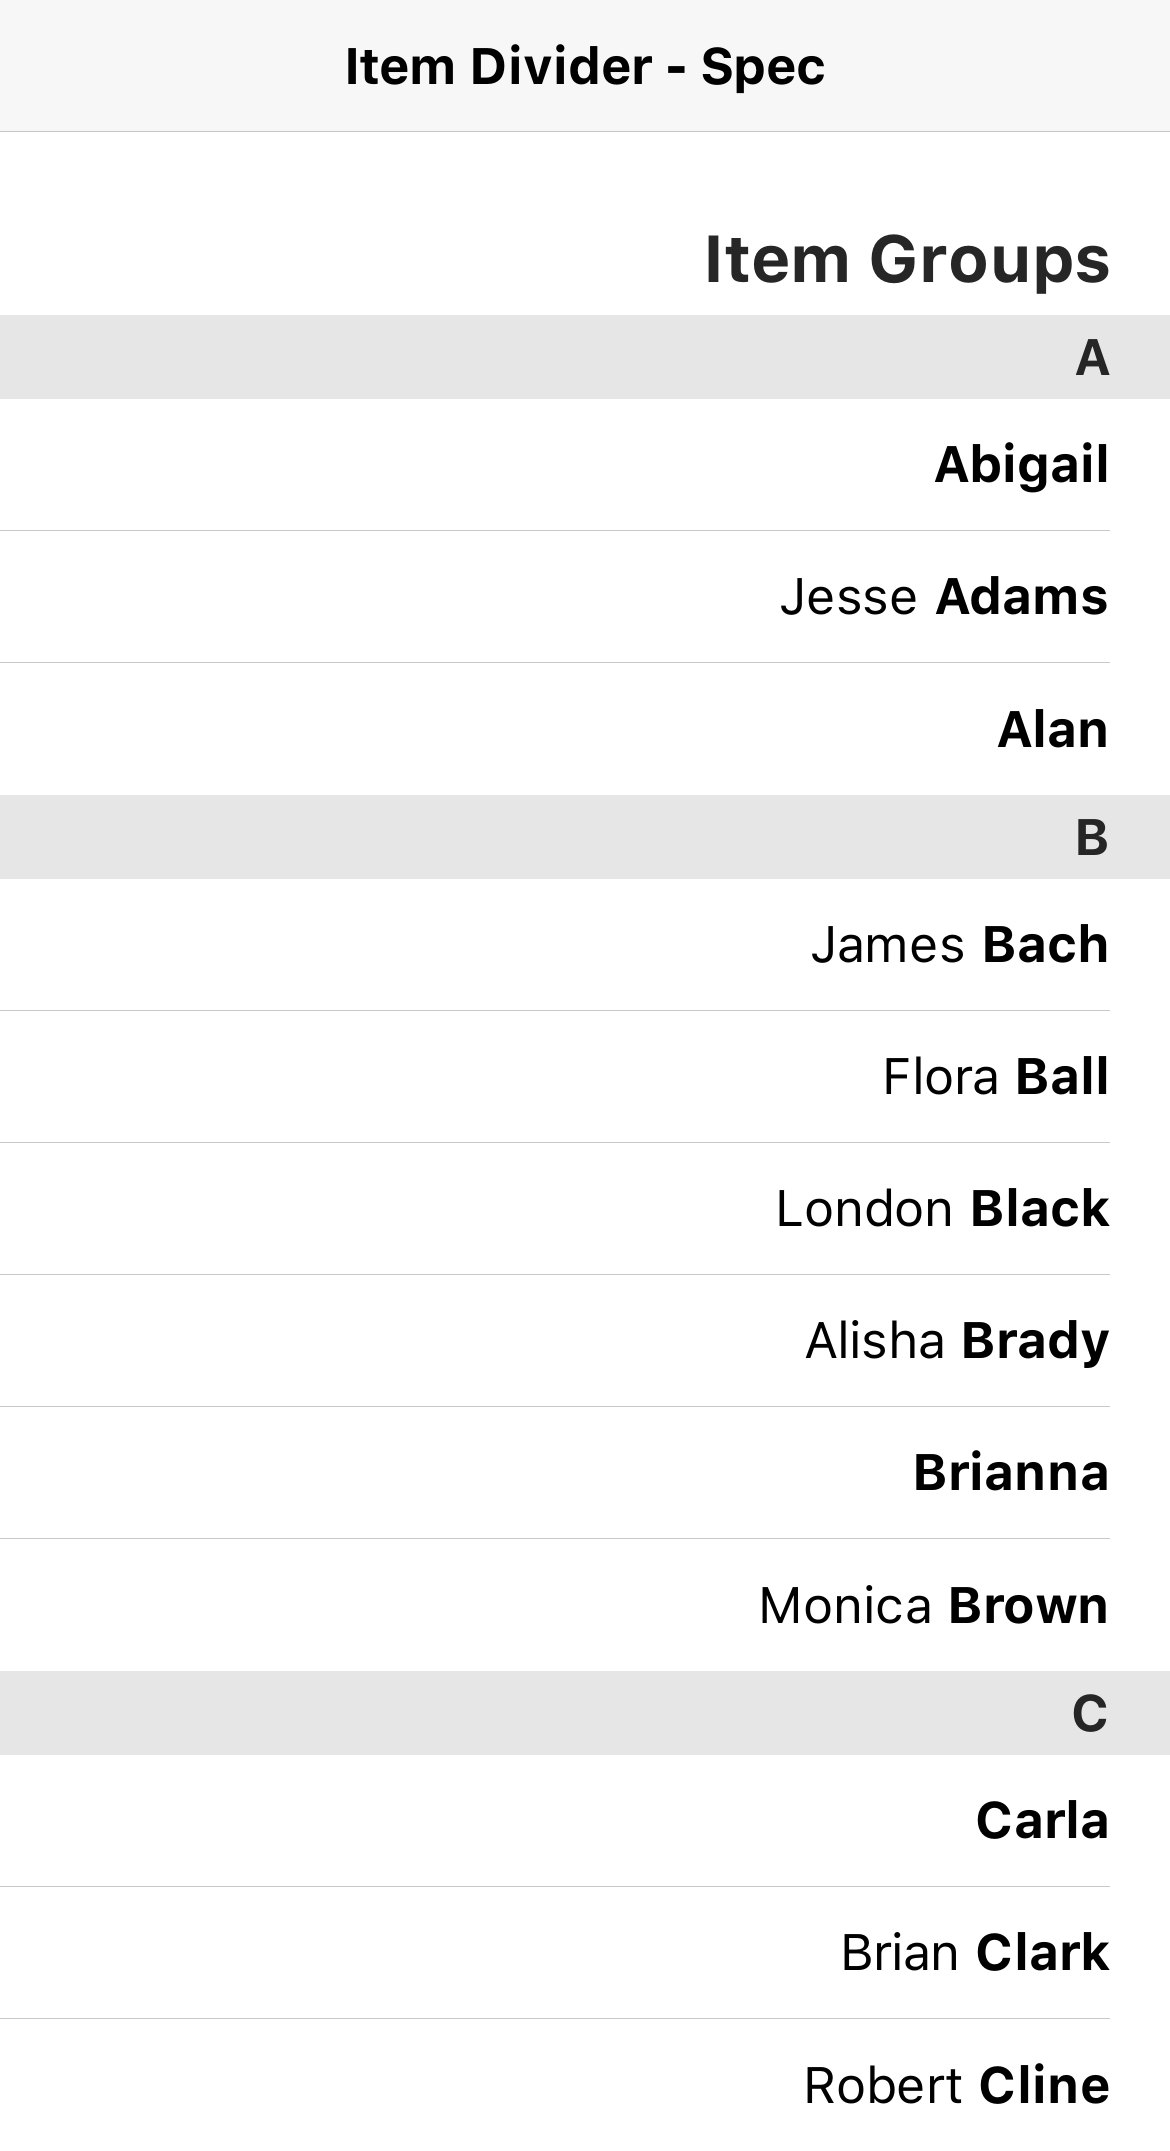 Item Divider - Spec
Item Groups
A
Abigail
Jesse Adams
Alan
B
James Bach
Flora Ball
London Black
Alisha Brady
Brianna
Monica Brown
C
Carla
Brian Clark
Robert Cline